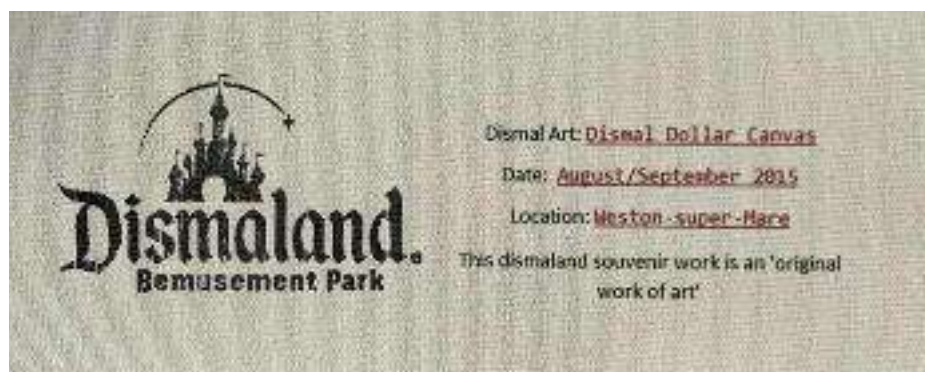 Dismaland.
Bemusement Park
Dismal Art: Dismal Dollar Canvas
Date: August/September 2015
Location: Weston-super-Mare
This dismaland souvenir work is an 'original
work of art'